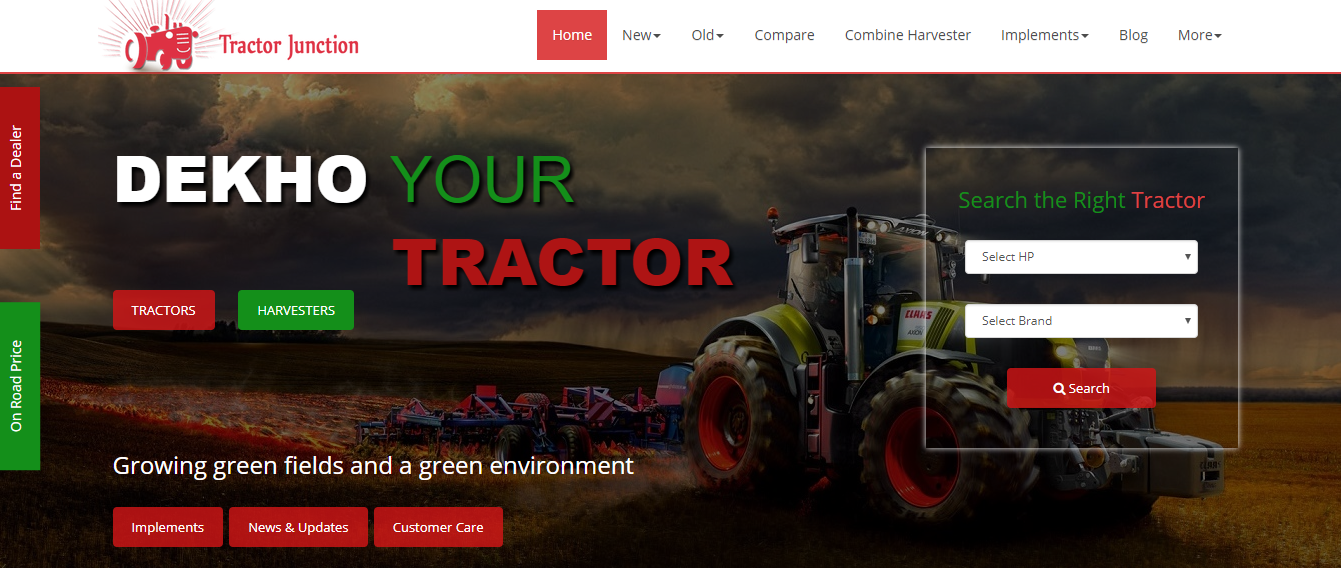 Tractor Junction
Home
New
Old
Compare
Combine Harvester
Implements
Blog
More
Find a Dealer
On Road Price
DEKHO YOUR
TRACTOR
TRACTORS
HARVESTERS
Growing green fields and a green environment
Implements
News & Updates
Customer Care
Search the Right Tractor
Select HP
Select Brand
Search
CLAAS